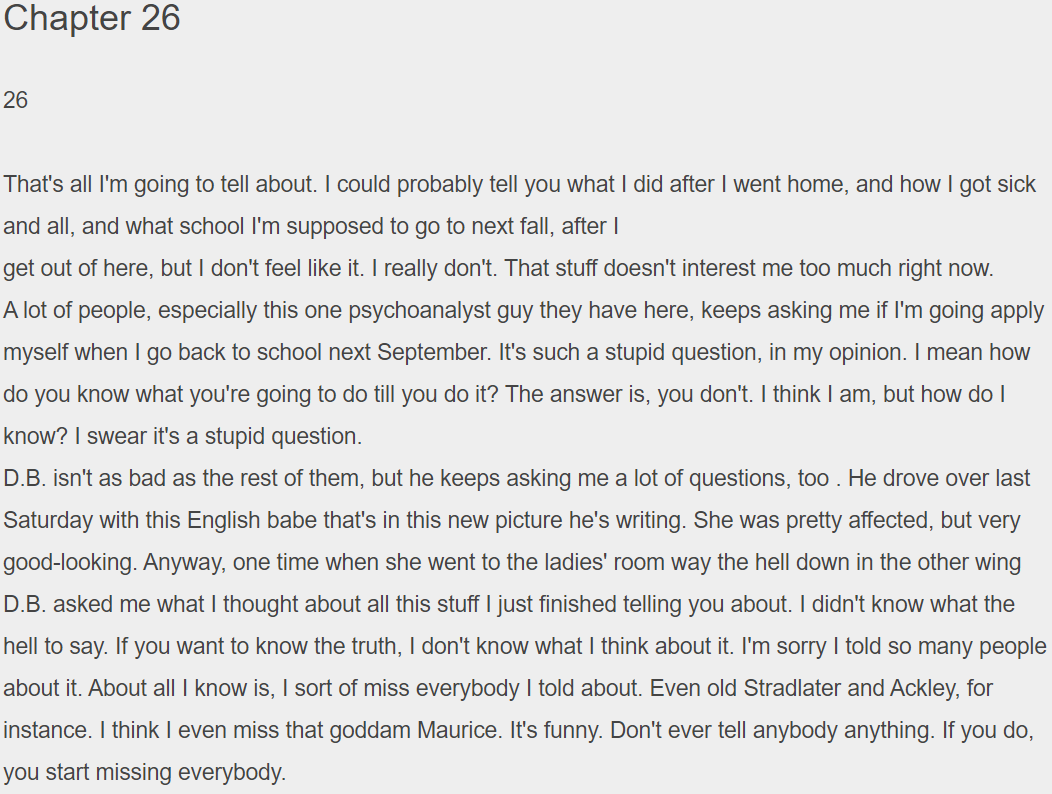 Chapter 26
26
That's all I'm going to tell about. I could probably tell you what I did after I went home, and how I got sick
and all, and what school I'm supposed to go to next fall, after I
get out of here, but I don't feel like it. I really don't. That stuff doesn't interest me too much right now.
A lot of people, especially this one psychoanalyst guy they have here, keeps asking me if I'm going apply
myself when I go back to school next September. It's such a stupid question, in my opinion. I mean how
do you know what you're going to do till you do it? The answer is, you don't. I think I am, but how do I
know? I swear it's a stupid question.
D.B. isn't as bad as the rest of them, but he keeps asking me a lot of questions, too . He drove over last
Saturday with this English babe that's in this new picture he's writing. She was pretty affected, but very
good-looking. Anyway, one time when she went to the ladies' room way the hell down in the other wing
D.B. asked me what I thought about all this stuff I just finished telling you about. I didn't know what the
hell to say. If you want to know the truth, I don't know what I think about it. I'm sorry I told so many people
about it. About all I know is, I sort of miss everybody I told about. Even old Stradlater and Ackley, for
instance. I think I even miss that goddam Maurice. It's funny. Don't ever tell anybody anything. If you do,
you start missing everybody.